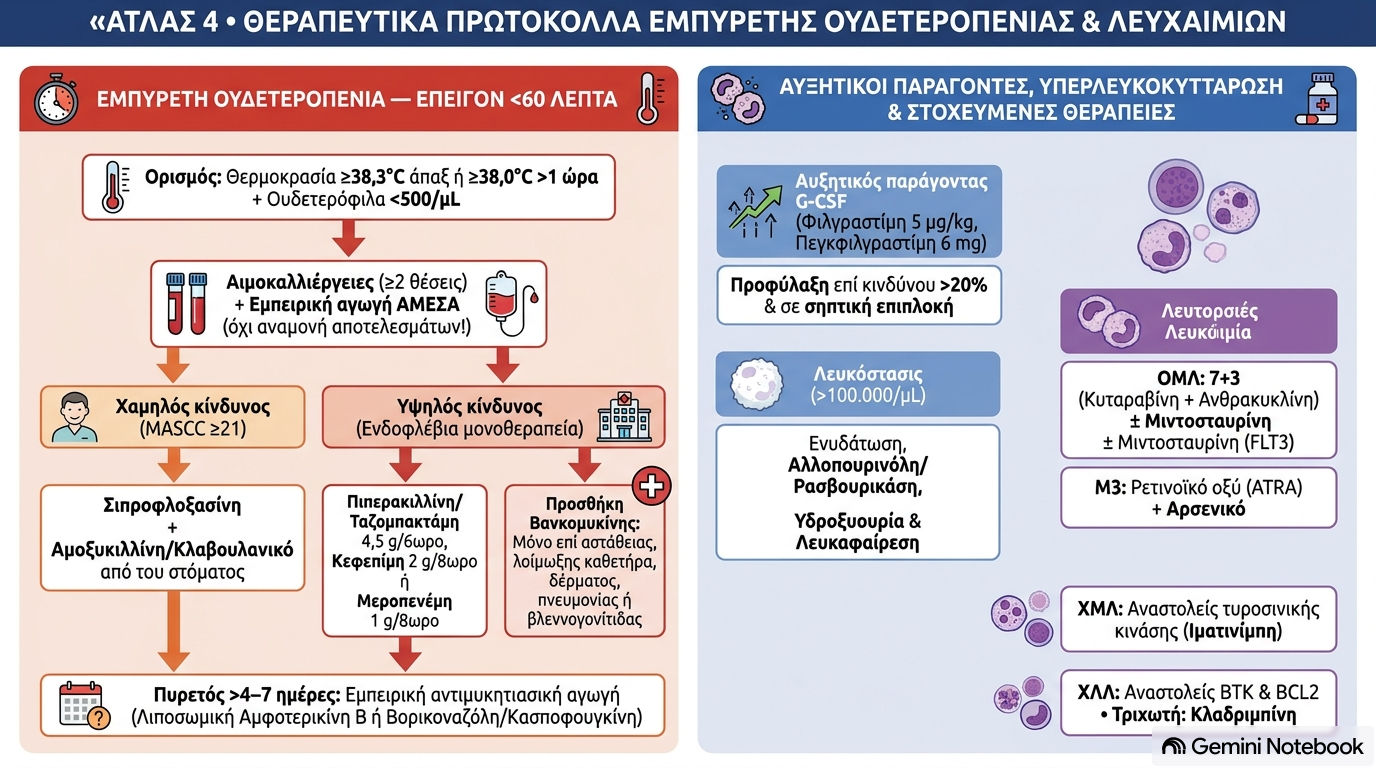 «ΑΤΛΑΣ 4 • ΘΕΡΑΠΕΥΤΙΚΑ ΠΡΩΤΟΚΟΛΛΑ ΕΜΠΥΡΕΤΗΣ ΟΥΔΕΤΕΡΟΠΕΝΙΑΣ & ΛΕΥΧΑΙΜΙΩΝ
ΕΜΠΥΡΕΤΗ ΟΥΔΕΤΕΡΟΠΕΝΙΑ — ΕΠΕΙΓΟΝ <60 ΛΕΠΤΑ
Ορισμός: Θερμοκρασία ≥38,3°C άπαξ ή ≥38,0°C >1 ώρα
+ Ουδετερόφιλα <500/μL
Αιμοκαλλιέργειες (≥2 θέσεις)
+ Εμπειρική αγωγή ΑΜΕΣΑ
(όχι αναμονή αποτελεσμάτων!)
Χαμηλός κίνδυνος
(MASCC ≥21)
Υψηλός κίνδυνος
(Ενδοφλέβια μονοθεραπεία)
Σιπροφλοξασίνη
+
Αμοξυκιλλίνη/Κλαβουλανικό
από του στόματος
Πιπερακιλλίνη/
Ταζομπακτάμη
4,5 g/6ωρο,
Κεφεπίμη 2 g/8ωρο
ή
Μεροπενέμη
1 g/8ωρο
Προσθήκη
Βανκομυκίνης:
Μόνο επί αστάθειας,
λοίμωξης καθετήρα,
δέρματος,
πνευμονίας ή
βλεννογονίτιδας
Πυρετός >4–7 ημέρες: Εμπειρική αντιμυκητιασική αγωγή
(Λιποσωμική Αμφοτερικίνη Β ή Βορικοναζόλη/Κασποφουγκίνη)
ΑΥΞΗΤΙΚΟΙ ΠΑΡΑΓΟΝΤΕΣ, ΥΠΕΡΛΕΥΚΟΚΥΤΤΑΡΩΣΗ
& ΣΤΟΧΕΥΜΕΝΕΣ ΘΕΡΑΠΕΙΕΣ
Αυξητικός παράγοντας
G-CSF
(Φιλγραστίμη 5 μg/kg,
Πεγκφιλγραστίμη 6 mg)
Προφύλαξη επί κινδύνου >20%
& σε σηπτική επιπλοκή
Λευκόστασις
(>100.000/μL)
Ενυδάτωση,
Αλλοπουρινόλη/
Ρασβουρικάση,
Υδροξυουρία &
Λευκαφαίρεση
Λευτορσιές
ΟΜΛ: 7+3
(Κυταραβίνη + Ανθρακυκλίνη)
± Μιντοσταυρίνη
± Μιντοσταυρίνη (FLT3)
Μ3: Ρετινοϊκό οξύ (ATRA)
+ Αρσενικό
ΧΜΛ: Αναστολείς τυροσινικής
κινάσης (Ιματινίμπη)
ΧΛΛ: Αναστολείς BTK & BCL2
• Τριχωτή: Κλαδριμπίνη
Gemini Notebook